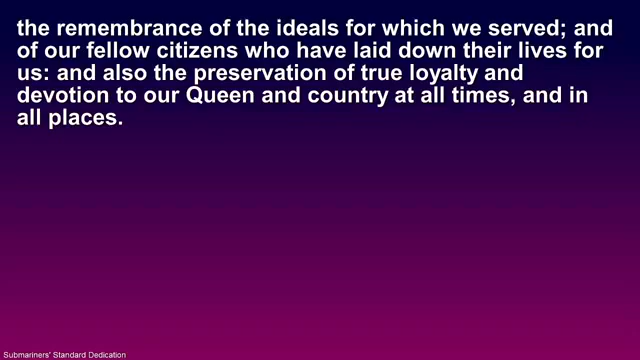 the remembrance of the ideals for which we served; and
of our fellow citizens who have laid down their lives for
us: and also the preservation of true loyalty and
devotion to our Queen and country at all times, and in
all places.
Submariners' Standard Dedication